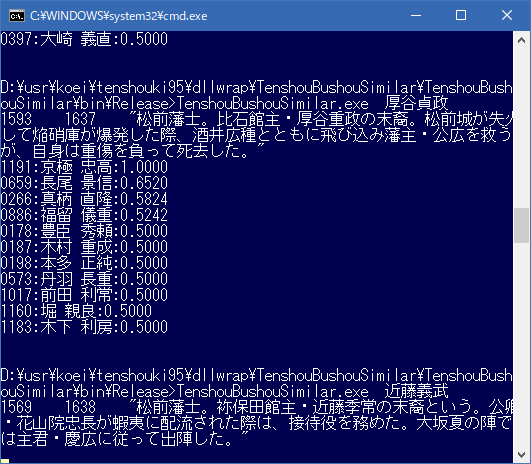 C:¥WINDOWS¥system32¥cmd.exe
0397:大崎 義直:0.5000
D:¥usr¥koei¥tenshouki95¥dllwrap¥TenshouBushouSimilar¥TenshouBush
ouSimilar¥bin¥Release>TenshouBushouSimilar.exe 厚谷貞政
1593 1637 "松前藩士。比石館主・厚谷重政の末裔。松前城が失火
して焔硝庫が爆発した際、酒井広種とともに飛び込み藩主・公広を救う
が、自身は重傷を負って死去した。"
1191:京極 忠高:1.0000
0659:長尾 景信:0.6520
0266:真柄 直隆:0.5824
0886:福留 儀重:0.5242
0178:豊臣 秀頼:0.5000
0187:木村 重成:0.5000
0198:本多 正純:0.5000
0573:丹羽 長重:0.5000
1017:前田 利常:0.5000
1160:堀 親良:0.5000
1183:木下 利房:0.5000
D:¥usr¥koei¥tenshouki95¥dllwrap¥TenshouBushouSimilar¥TenshouBush
ouSimilar¥bin¥Release>TenshouBushouSimilar.exe 近藤義武
1569 1638 "松前藩士。祢保田館主・近藤季常の末裔という。公卿
・花山院忠長が蝦夷に配流された際は、接待役を務めた。大坂夏の陣で
は主君・慶広に従って出陣した。"